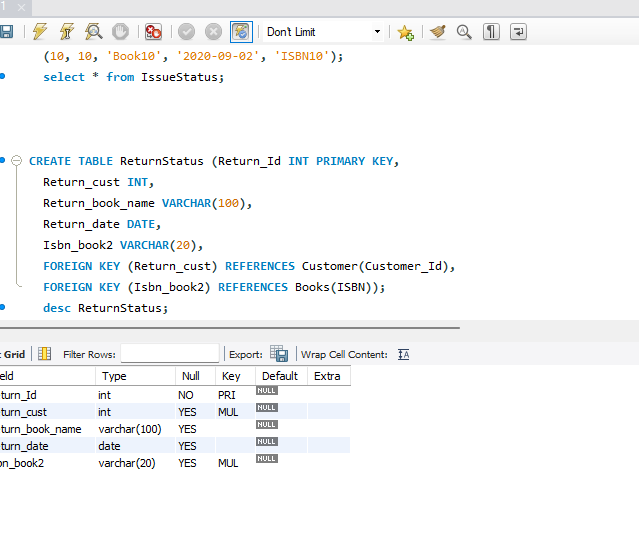 1
Don't Limit
(10, 10, 'Book10', '2020-09-02', 'ISBN10');
select * from IssueStatus;
CREATE TABLE ReturnStatus (Return_Id INT PRIMARY KEY,
Return_cust INT,
Return_book_name VARCHAR(100),
Return_date DATE,
Isbn_book2 VARCHAR(20),
FOREIGN KEY (Return_cust) REFERENCES Customer(Customer_Id),
FOREIGN KEY (Isbn_book2) REFERENCES Books(ISBN));
desc ReturnStatus;
t Grid Filter Rows: Export: Wrap Cell Content: IA
eld Type Null Key Default Extra
turn_Id int NO PRI NULL
turn_cust int YES MUL NULL
turn_book_name varchar(100) YES NULL
turn_date date YES NULL
bn_book2 varchar(20) YES MUL NULL